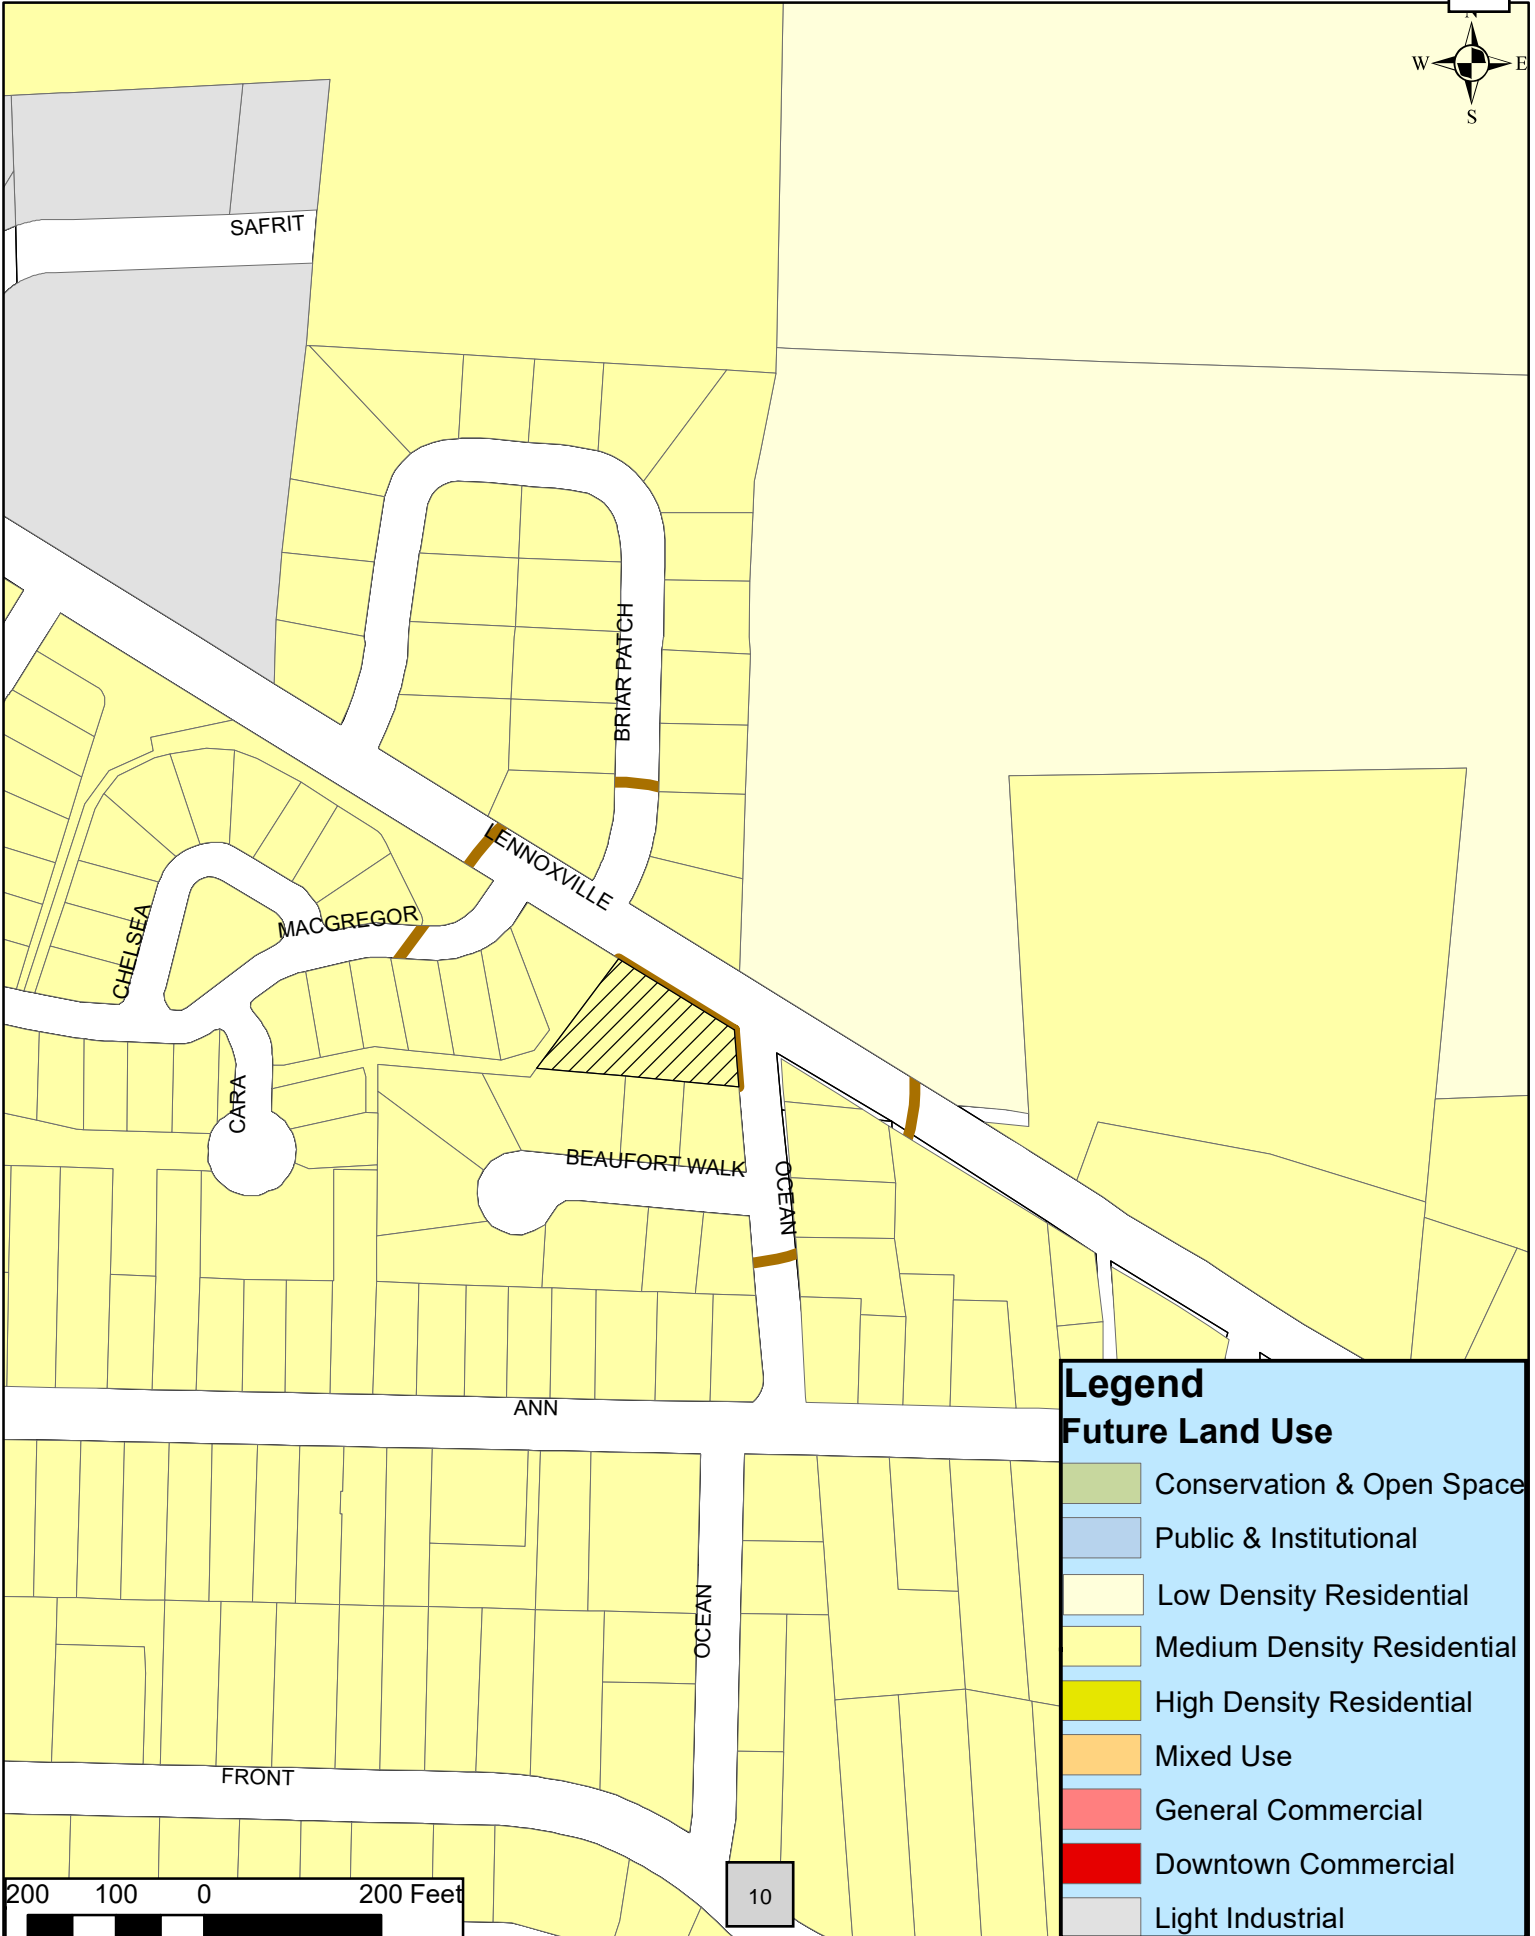 N
W E
S
SAFRIT
BRIAR PATCH
LENNOXVILLE
MACGREGOR
CHELSEA
CARA
BEAUFORT WALK
OCEAN
ANN
OCEAN
FRONT
Legend
Future Land Use
Conservation & Open Space
Public & Institutional
Low Density Residential
Medium Density Residential
High Density Residential
Mixed Use
General Commercial
Downtown Commercial
Light Industrial
200 100 0 200 Feet
10